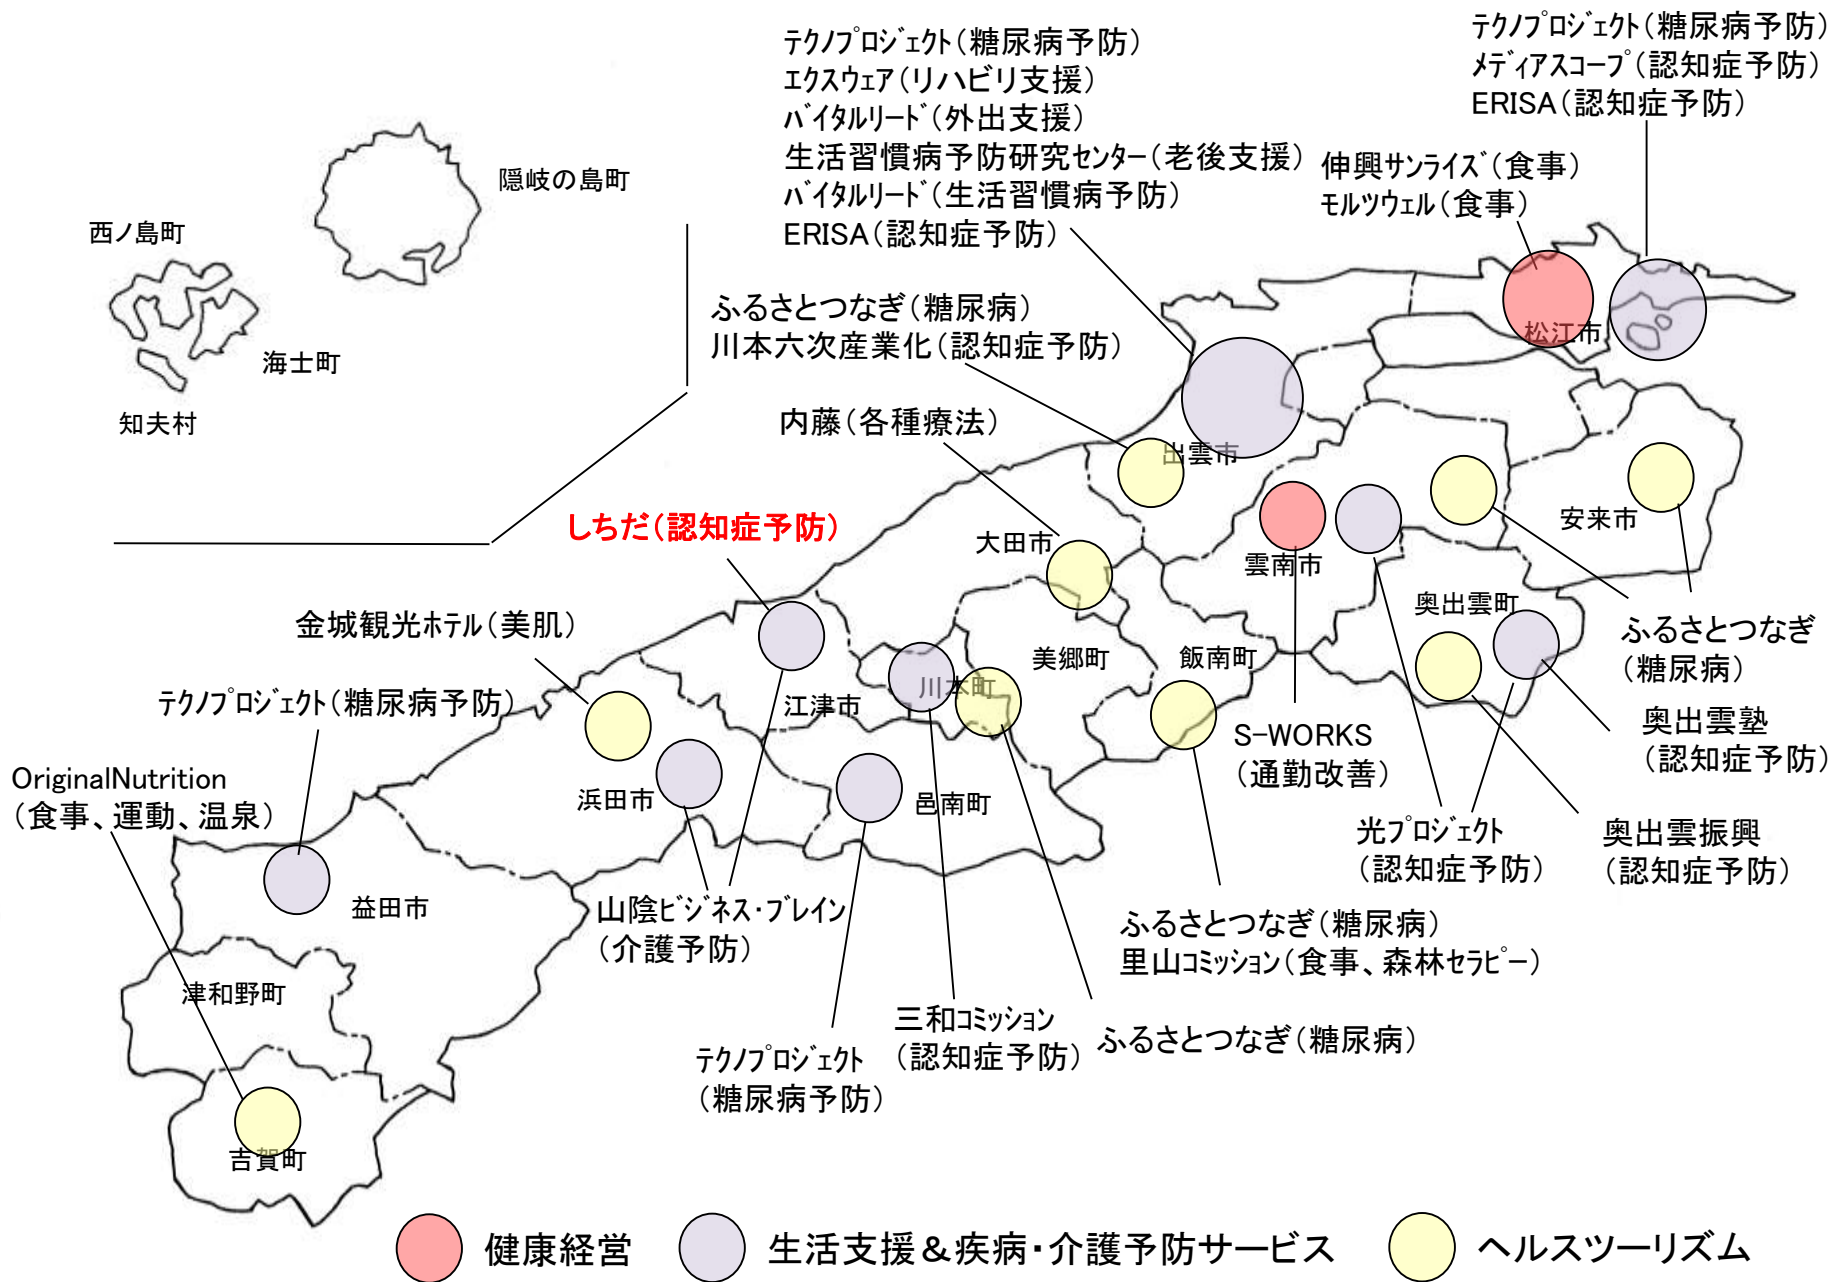 テクノプロジェクト(糖尿病予防)
エクスウェア(リハビリ支援)
バイタルリード(外出支援)
生活習慣病予防研究センター(老後支援)
バイタルリード(生活習慣病予防)
ERISA(認知症予防)
テクノプロジェクト(糖尿病予防)
メディアスコープ(認知症予防)
ERISA(認知症予防)
伸興サンライズ(食事)
モルツウェル(食事)
隠岐の島町
西ノ島町
海士町
知夫村
ふるさとつなぎ(糖尿病)
川本六次産業化(認知症予防)
内藤(各種療法)
しちだ(認知症予防)
金城観光ホテル(美肌)
テクノプロジェクト(糖尿病予防)
OriginalNutrition
(食事、運動、温泉)
松江市
出雲市
安来市
大田市
雲南市
奥出雲町
美郷町
飯南町
川本町
江津市
浜田市
邑南町
益田市
津和野町
吉賀町
ふるさとつなぎ
(糖尿病)
奥出雲塾
(認知症予防)
S-WORKS
(通勤改善)
光プロジェクト
(認知症予防)
奥出雲振興
(認知症予防)
山陰ビジネス・ブレイン
(介護予防)
ふるさとつなぎ(糖尿病)
里山コミッション(食事、森林セラピー)
三和コミッション
(認知症予防)
ふるさとつなぎ(糖尿病)
テクノプロジェクト
(糖尿病予防)
健康経営
生活支援&疾病・介護予防サービス
ヘルスツーリズム